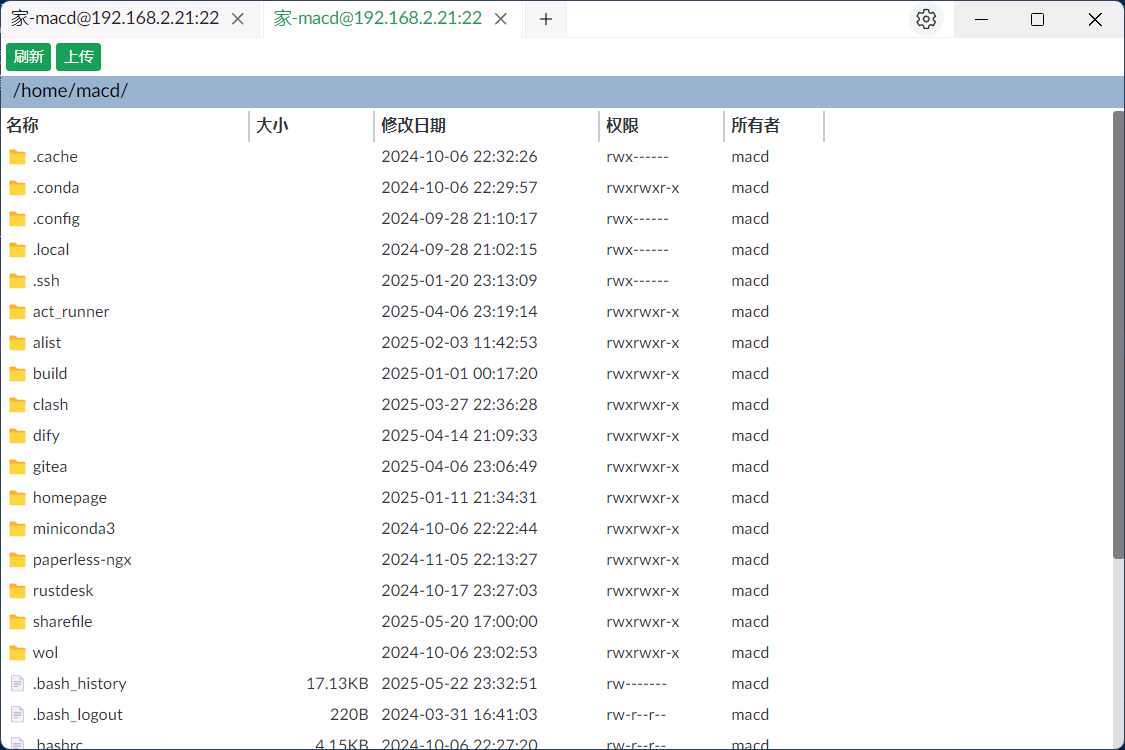 家-macd@192.168.2.21:22 家-macd@192.168.2.21:22
刷新 上传
/home/macd/
名称 大小 修改日期 权限 所有者
.cache 2024-10-06 22:32:26 rwx------ macd
.conda 2024-10-06 22:29:57 rwxrwxr-x macd
.config 2024-09-28 21:10:17 rwx------ macd
.local 2024-09-28 21:02:15 rwx------ macd
.ssh 2025-01-20 23:13:09 rwx------ macd
act_runner 2025-04-06 23:19:14 rwxrwxr-x macd
alist 2025-02-03 11:42:53 rwxrwxr-x macd
build 2025-01-01 00:17:20 rwxrwxr-x macd
clash 2025-03-27 22:36:28 rwxrwxr-x macd
dify 2025-04-14 21:09:33 rwxrwxr-x macd
gitea 2025-04-06 23:06:49 rwxrwxr-x macd
homepage 2025-01-11 21:34:31 rwxrwxr-x macd
miniconda3 2024-10-06 22:22:44 rwxrwxr-x macd
paperless-ngx 2024-11-05 22:13:27 rwxrwxr-x macd
rustdesk 2024-10-17 23:27:03 rwxrwxr-x macd
sharefile 2025-05-20 17:00:00 rwxrwxr-x macd
wol 2024-10-06 23:02:53 rwxrwxr-x macd
.bash_history 17.13KB 2025-05-22 23:32:51 rw------- macd
.bash_logout 220B 2024-03-31 16:41:03 rw-r--r-- macd
.bashrc 4.15KB 2024-10-06 22:27:20 rw-r--r-- macd